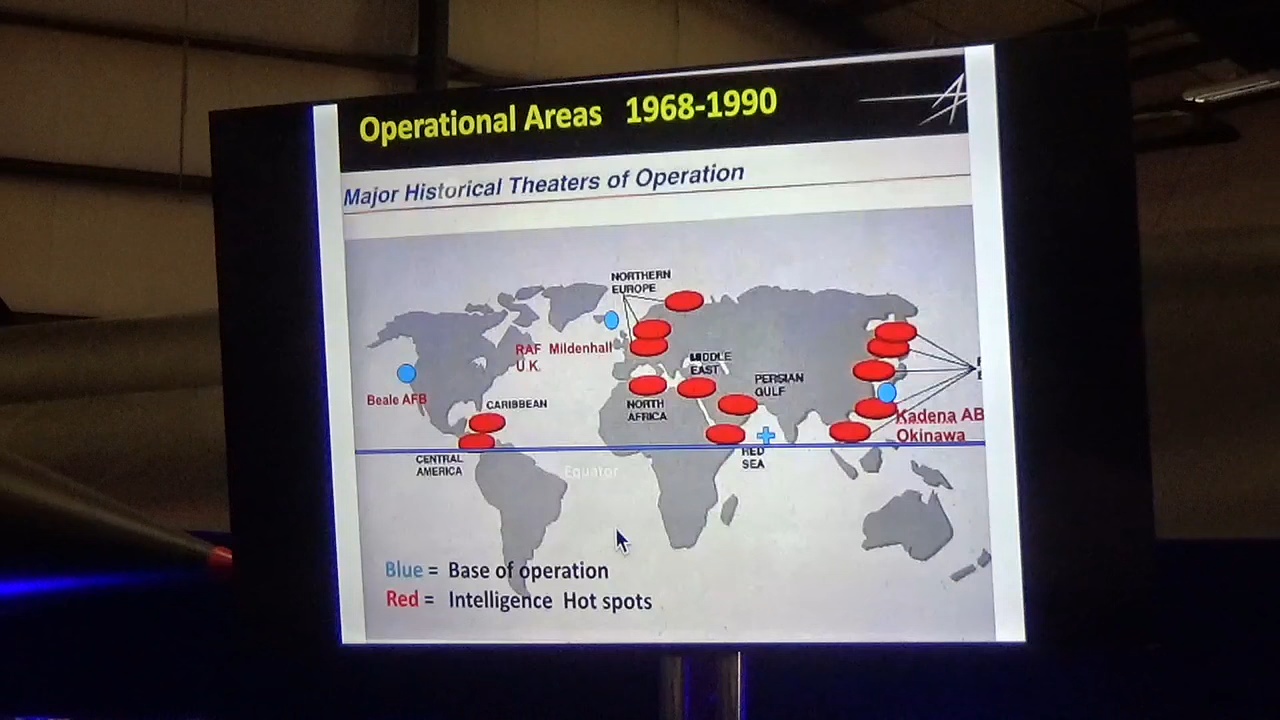 Operational Areas 1968-1990
Major Historical Theaters of Operation
NORTHERN
EUROPE
RAF Mildenhall
U.K.
MIDDLE
EAST
PERSIAN
GULF
Beale AFB
CARIBBEAN
NORTH
AFRICA
Kadena AB
Okinawa
CENTRAL
AMERICA
RED
SEA
Equator
Blue = Base of operation
Red = Intelligence Hot spots